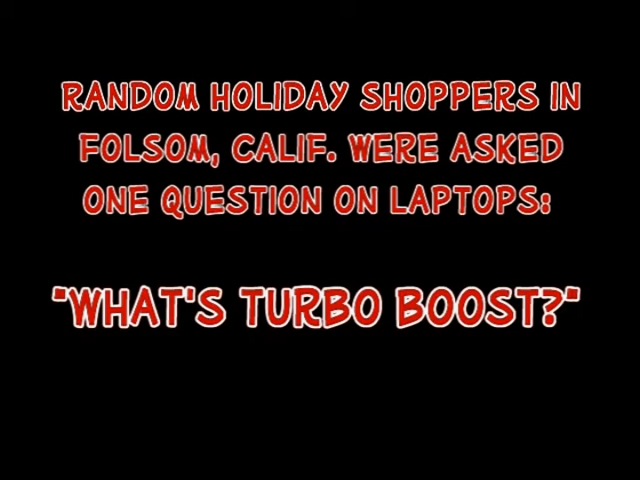 RANDOM HOLIDAY SHOPPERS IN
FOLSOM, CALIF. WERE ASKED
ONE QUESTION ON LAPTOPS:
"WHAT'S TURBO BOOST?"